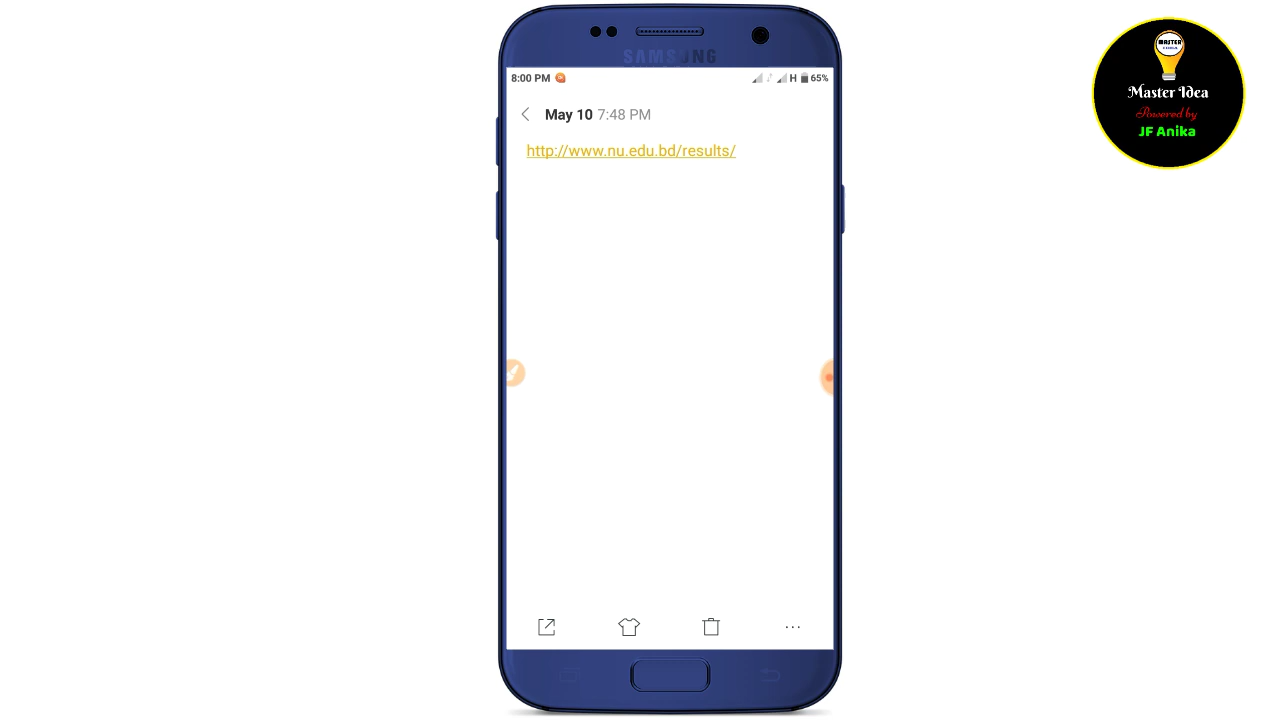 SAMSUNG
8:00 PM
H 65%
May 10 7:48 PM
http://www.nu.edu.bd/results/
MASTER
Master Idea
Powered by
JF Anika